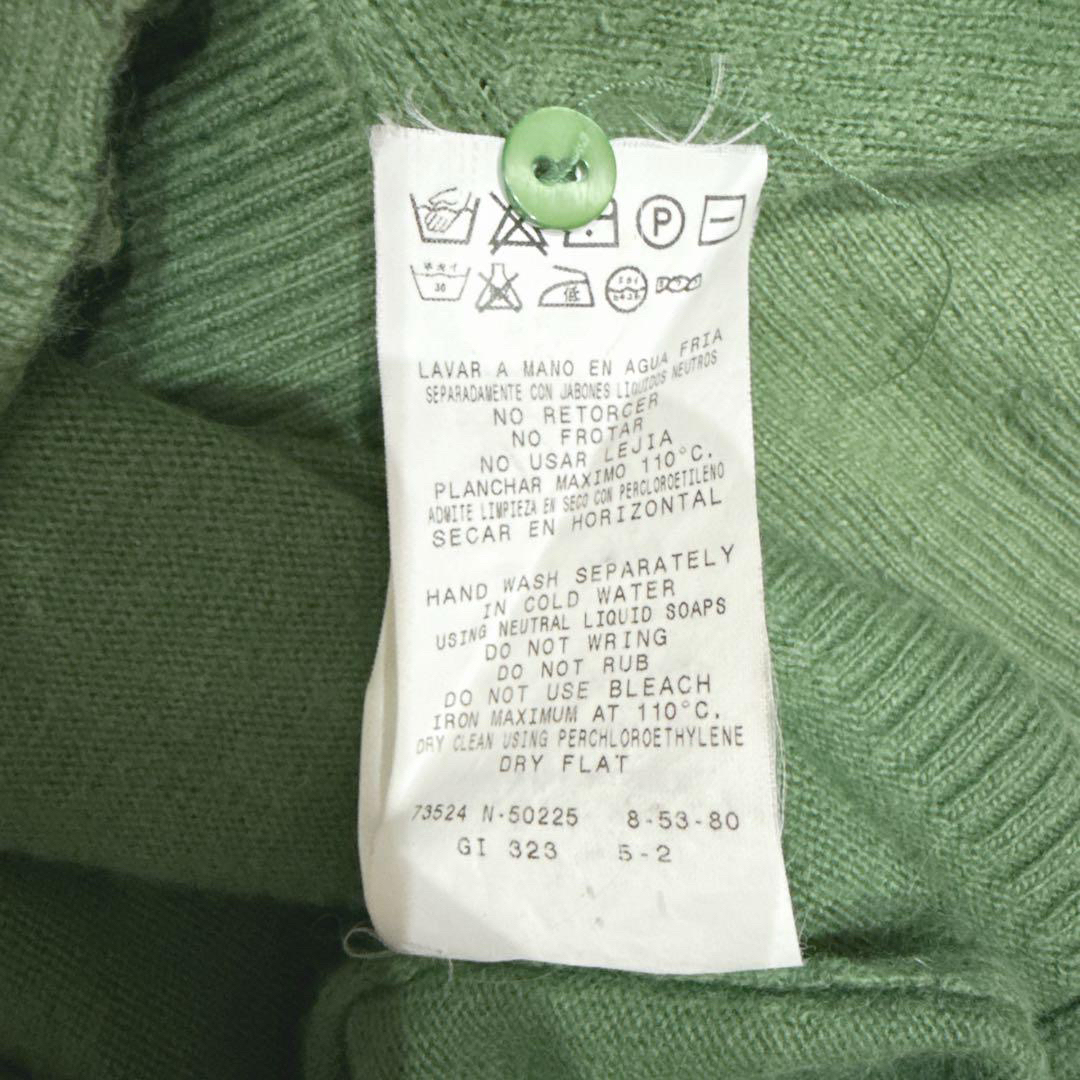 P
30
低
LAVAR A MANO EN AGUA FRIA
SEPARADAMENTE CON JABONES LIQUIDOS NEUTROS
NO RETORCER
NO FROTAR
NO USAR LEJIA
PLANCHAR MAXIMO 110°C.
ADMITE LIMPIEZA EN SECO CON PERCLOROETILENO
SECAR EN HORIZONTAL
HAND WASH SEPARATELY
IN COLD WATER
USING NEUTRAL LIQUID SOAPS
DO NOT WRING
DO NOT RUB
DO NOT USE BLEACH
IRON MAXIMUM AT 110°C.
DRY CLEAN USING PERCHLOROETHYLENE
DRY FLAT
73524 N·50225 8-53-80
GI 323 5-2